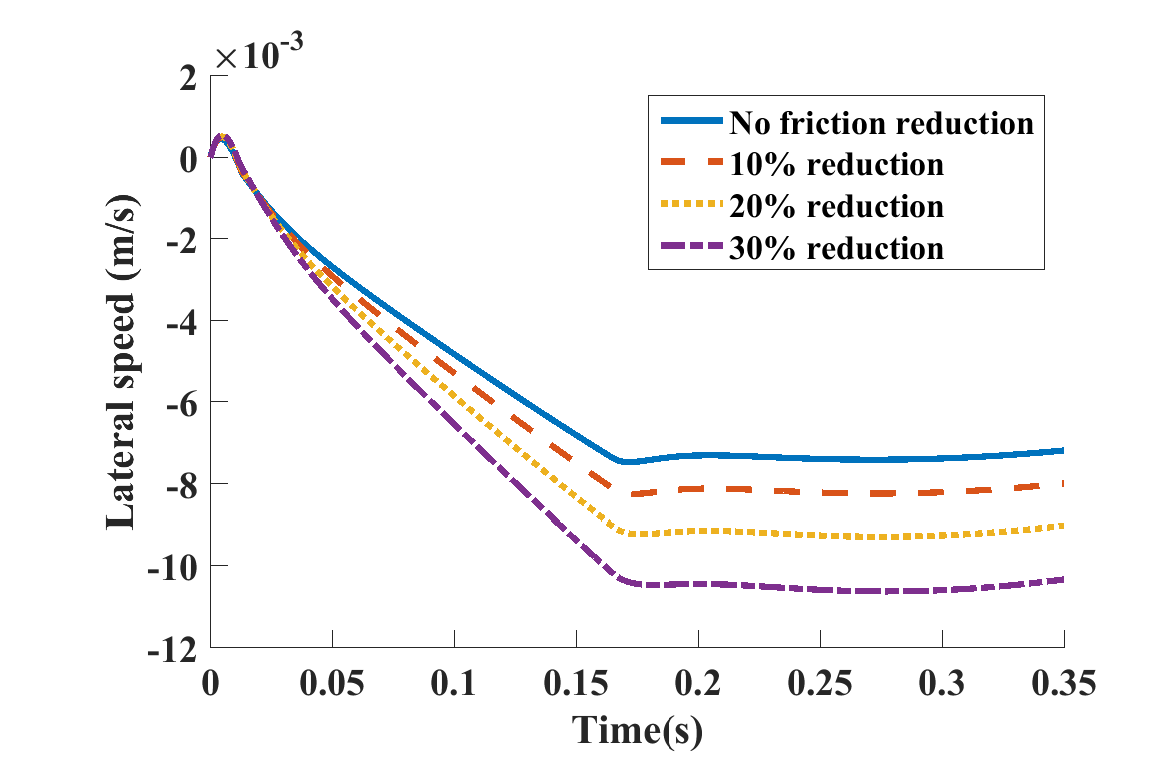 ×10-3
2
0
-2
-4
-6
-8
-10
-12
Lateral speed (m/s)
No friction reduction
10% reduction
20% reduction
30% reduction
0 0.05 0.1 0.15 0.2 0.25 0.3 0.35
Time(s)